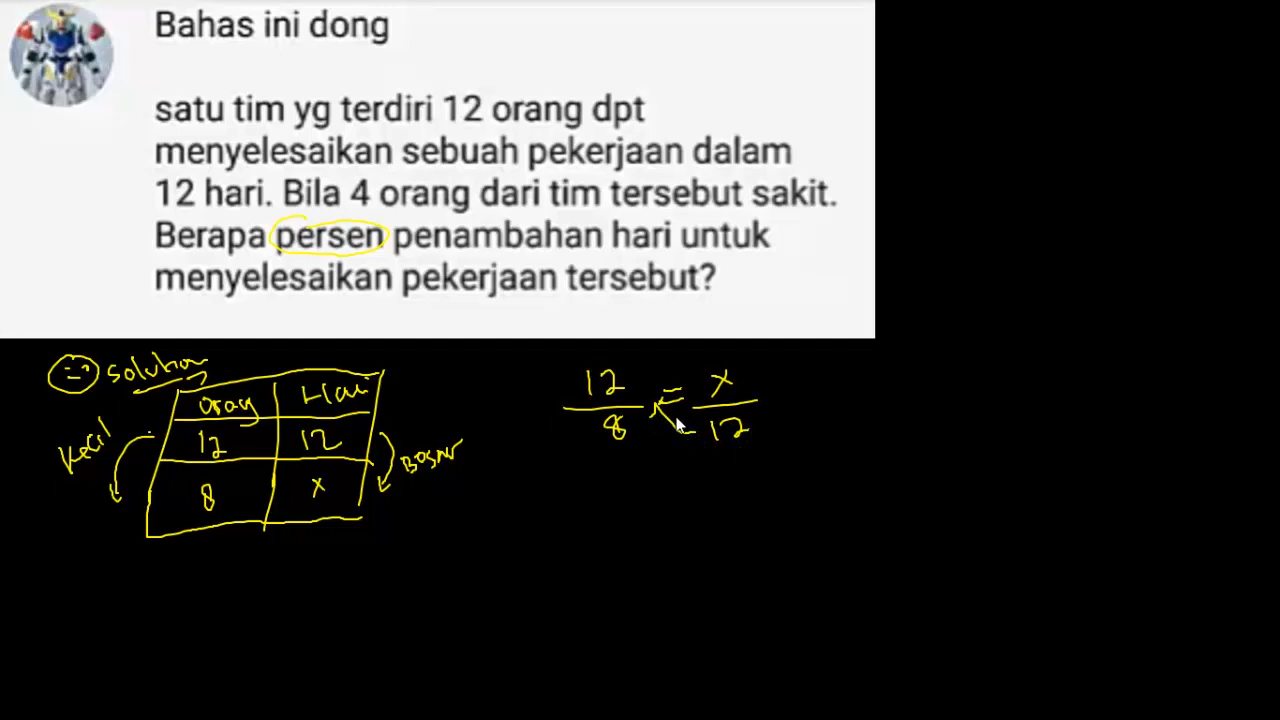 Bahas ini dong
satu tim yg terdiri 12 orang dpt
menyelesaikan sebuah pekerjaan dalam
12 hari. Bila 4 orang dari tim tersebut sakit.
Berapa persen penambahan hari untuk
menyelesaikan pekerjaan tersebut?
Solution
Orang Hari
Kecil 12 12 Besar
8 x
12 = x
8 12